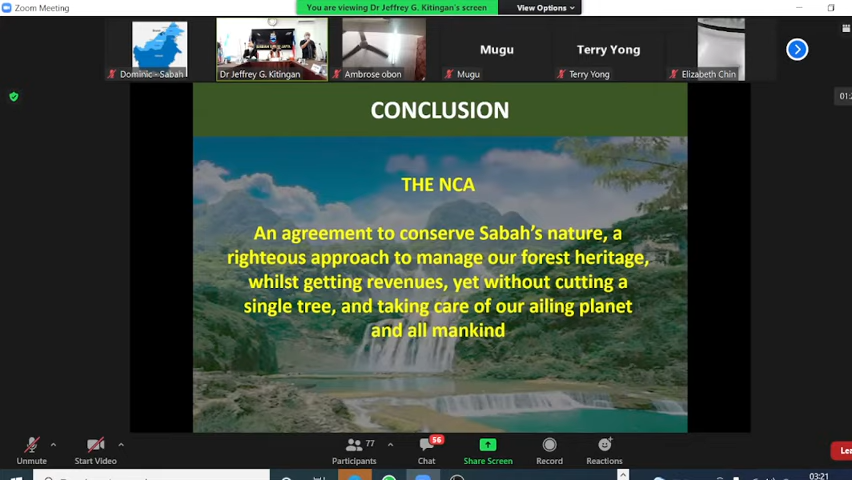 Zoom Meeting
You are viewing Dr Jeffrey G. Kitingan's screen
View Options
Mugu
Terry Yong
Dominic - Sabah
Dr Jeffrey G. Kitingan
Ambrose obon
Mugu
Terry Yong
Elizabeth Chin
01:2
CONCLUSION
THE NCA
An agreement to conserve Sabah's nature, a
righteous approach to manage our forest heritage,
whilst getting revenues, yet without cutting a
single tree, and taking care of our ailing planet
and all mankind
Unmute
Start Video
77
Participants
56
Chat
Share Screen
Record
Reactions
Le
03:21